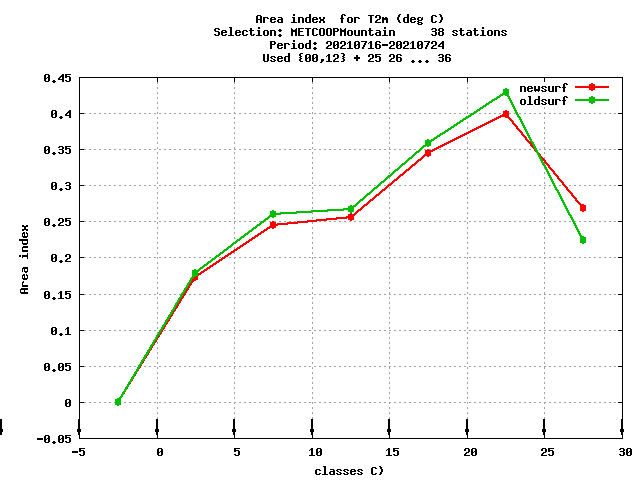 Area index  for T2m (deg C)
Selection: METCOOPMountain     38 stations
Period: 20210716-20210724
Used {00,12} + 25 26 ... 36
newsurf
oldsurf
0.45
0.4
0.35
0.3
0.25
0.2
0.15
0.1
0.05
0
-0.05
Area index
-5 0 5 10 15 20 25 30
classes C)